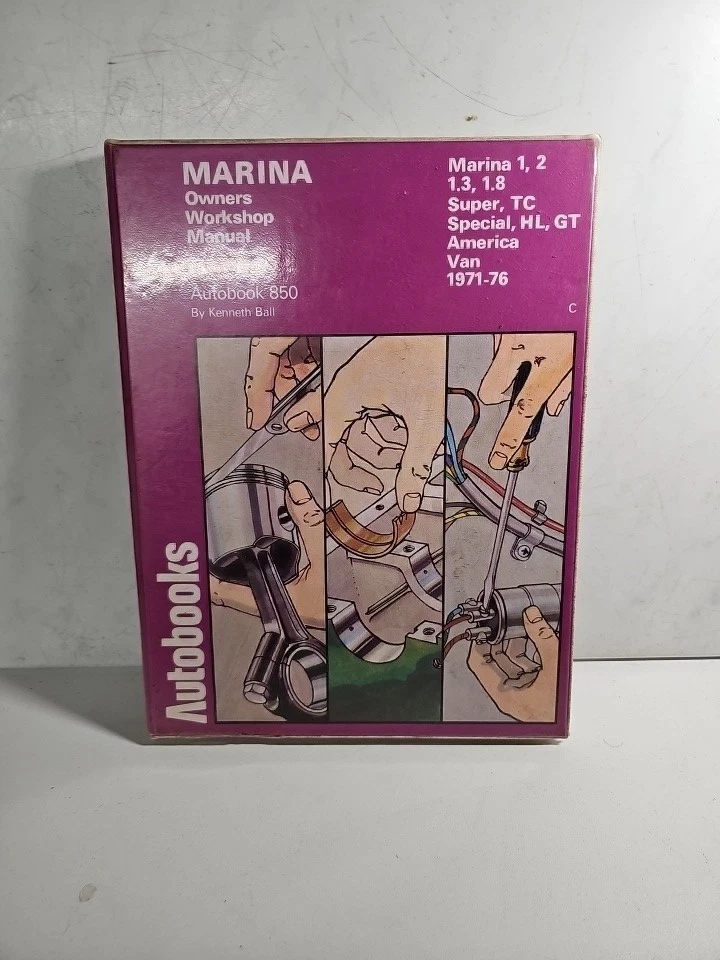 MARINA
Owners
Workshop
Manual
Autobook 850
By Kenneth Ball
Marina 1, 2
1.3, 1.8
Super, TC
Special, HL, GT
America
Van
1971-76
C
Autobooks